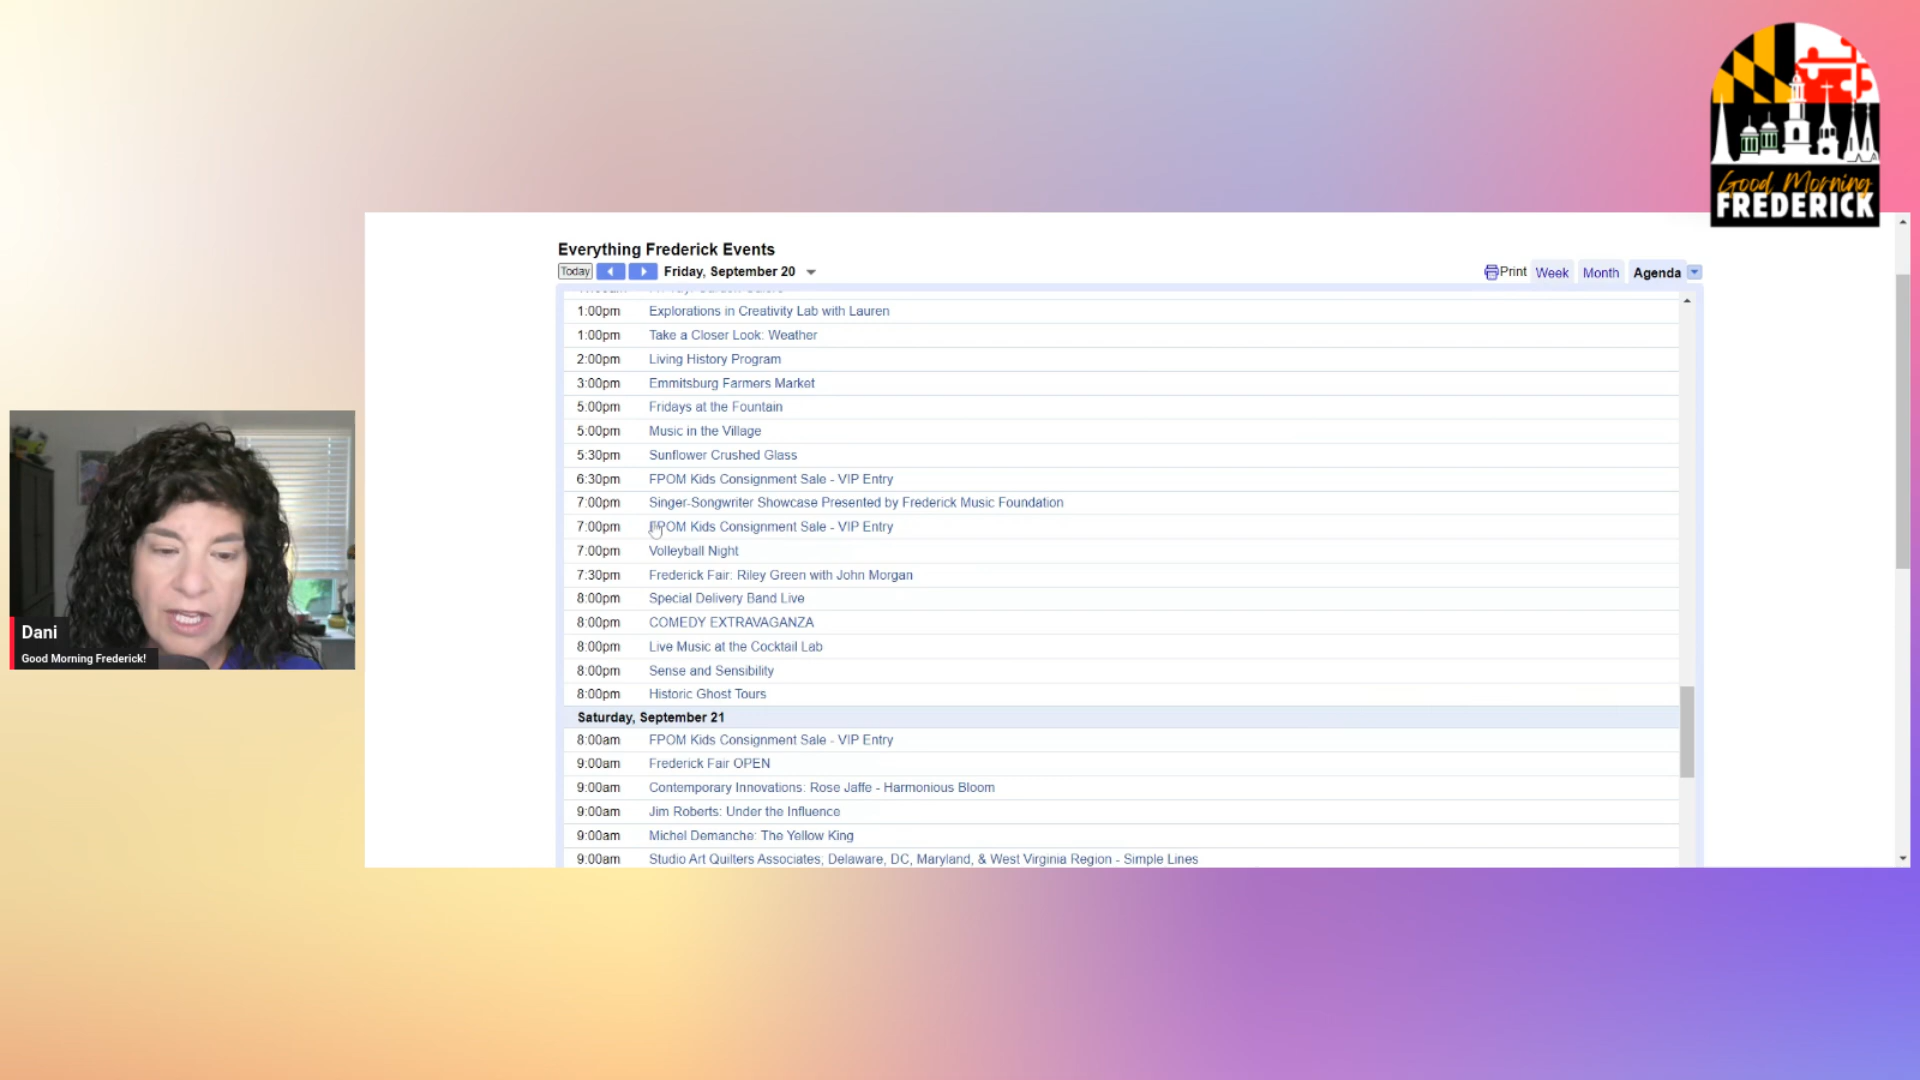 Good Morning
FREDERICK
Everything Frederick Events
Today Friday, September 20 Print Week Month Agenda
1:00pm Explorations in Creativity Lab with Lauren
1:00pm Take a Closer Look: Weather
2:00pm Living History Program
3:00pm Emmitsburg Farmers Market
5:00pm Fridays at the Fountain
5:00pm Music in the Village
5:30pm Sunflower Crushed Glass
6:30pm FPOM Kids Consignment Sale - VIP Entry
7:00pm Singer-Songwriter Showcase Presented by Frederick Music Foundation
7:00pm FPOM Kids Consignment Sale - VIP Entry
7:00pm Volleyball Night
7:30pm Frederick Fair: Riley Green with John Morgan
8:00pm Special Delivery Band Live
8:00pm COMEDY EXTRAVAGANZA
8:00pm Live Music at the Cocktail Lab
8:00pm Sense and Sensibility
8:00pm Historic Ghost Tours
Saturday, September 21
8:00am FPOM Kids Consignment Sale - VIP Entry
9:00am Frederick Fair OPEN
9:00am Contemporary Innovations: Rose Jaffe - Harmonious Bloom
9:00am Jim Roberts: Under the Influence
9:00am Michel Demanche: The Yellow King
9:00am Studio Art Quilters Associates; Delaware, DC, Maryland, & West Virginia Region - Simple Lines
Dani
Good Morning Frederick!